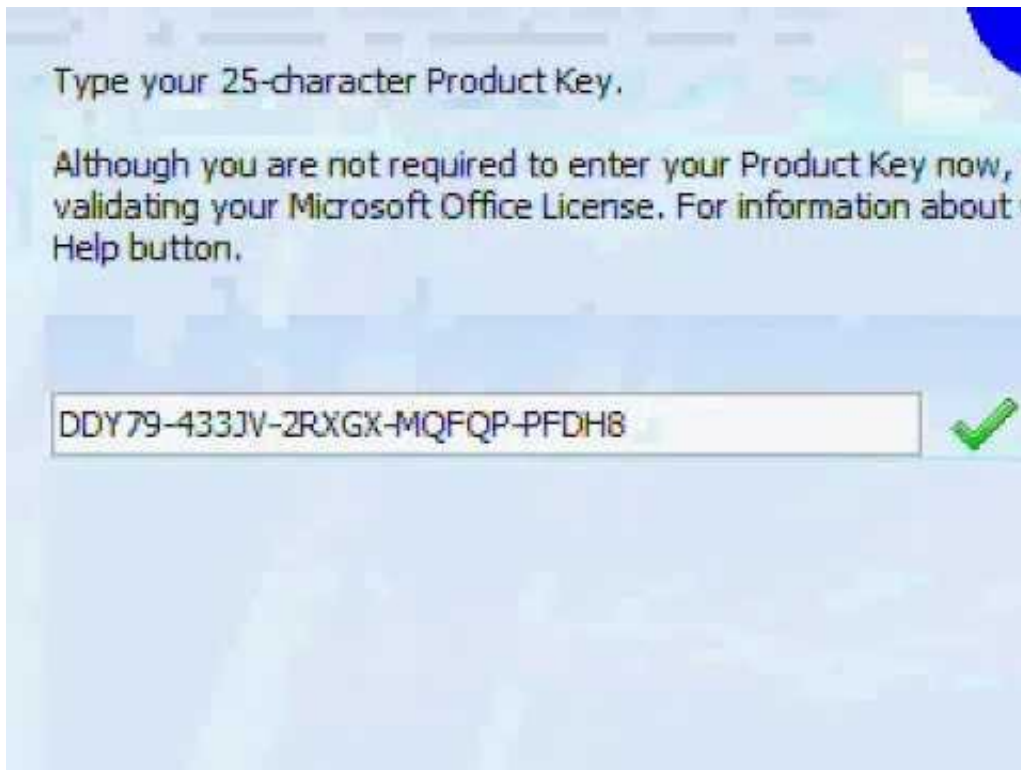 Type your 25-character Product Key.
Although you are not required to enter your Product Key now,
validating your Microsoft Office License. For information about
Help button.
DDY79-433JV-2RXGX-MQFQP-PFDH8